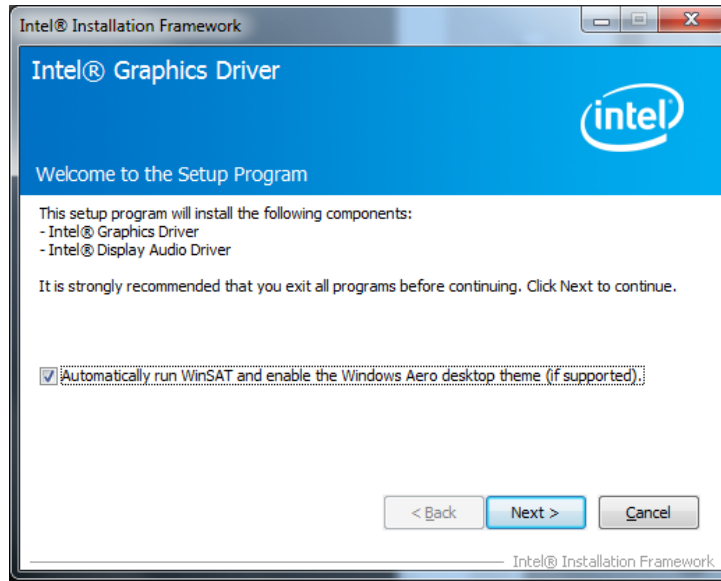 Intel® Installation Framework
Intel® Graphics Driver
intel
Welcome to the Setup Program
This setup program will install the following components:
- Intel® Graphics Driver
- Intel® Display Audio Driver
It is strongly recommended that you exit all programs before continuing. Click Next to continue.
Automatically run WinSAT and enable the Windows Aero desktop theme (if supported).
< Back Next > Cancel
Intel® Installation Framework